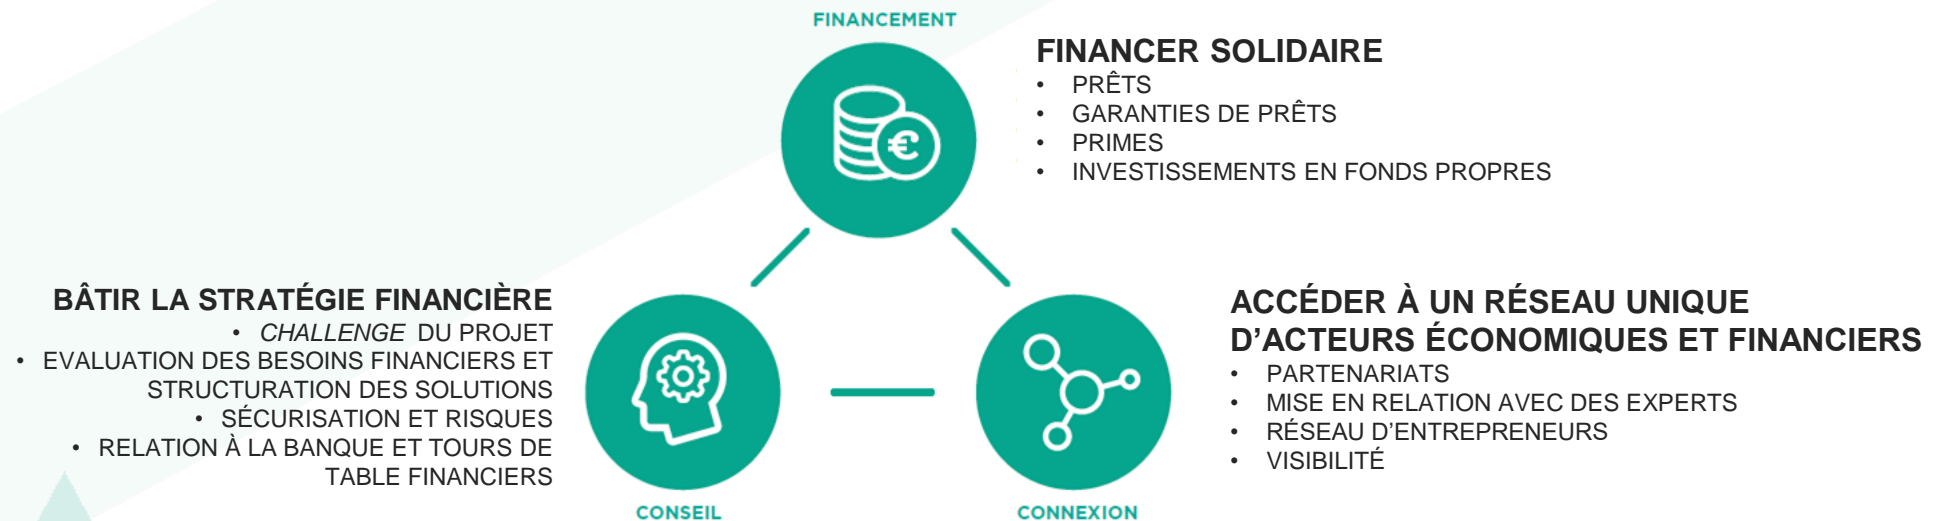 FINANCEMENT
FINANCER SOLIDAIRE
• PRÊTS
• GARANTIES DE PRÊTS
• PRIMES
• INVESTISSEMENTS EN FONDS PROPRES
€
BÂTIR LA STRATÉGIE FINANCIÈRE
• CHALLENGE DU PROJET
• EVALUATION DES BESOINS FINANCIERS ET
STRUCTURATION DES SOLUTIONS
• SÉCURISATION ET RISQUES
• RELATION À LA BANQUE ET TOURS DE
TABLE FINANCIERS
CONSEIL
ACCÉDER À UN RÉSEAU UNIQUE
D’ACTEURS ÉCONOMIQUES ET FINANCIERS
• PARTENARIATS
• MISE EN RELATION AVEC DES EXPERTS
• RÉSEAU D’ENTREPRENEURS
• VISIBILITÉ
CONNEXION